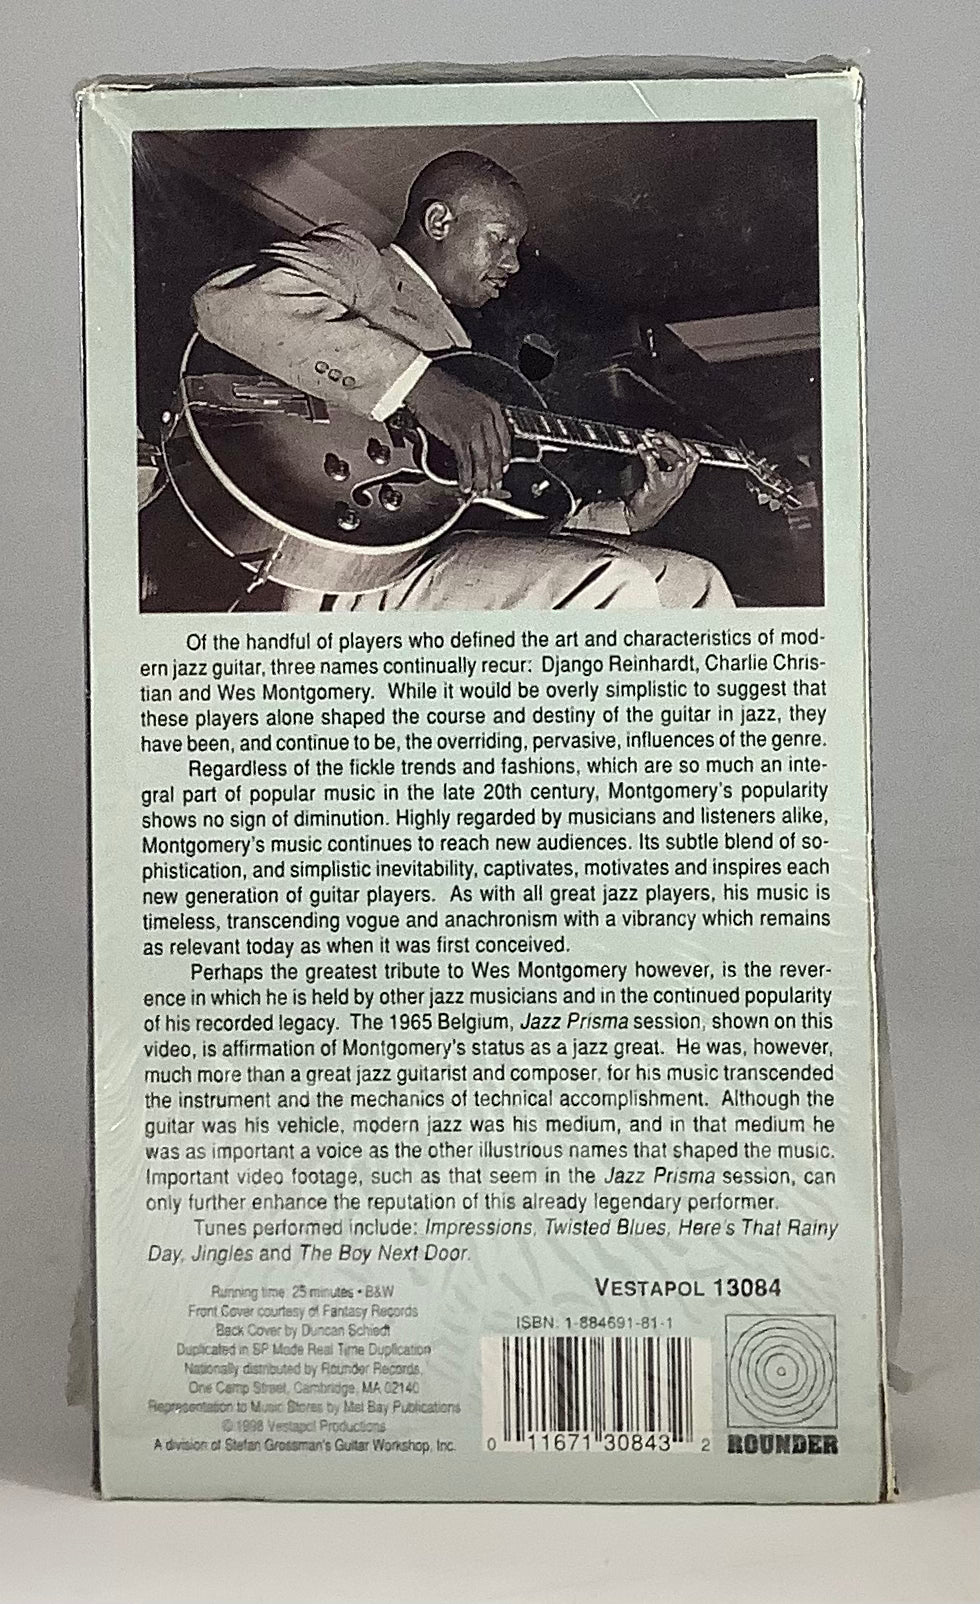 Of the handful of players who defined the art and characteristics of mod-
ern jazz guitar, three names continually recur: Django Reinhardt, Charlie Chris-
tian and Wes Montgomery. While it would be overly simplistic to suggest that
these players alone shaped the course and destiny of the guitar in jazz, they
have been, and continue to be, the overriding, pervasive, influences of the genre.
Regardless of the fickle trends and fashions, which are so much an inte-
gral part of popular music in the late 20th century, Montgomery's popularity
shows no sign of diminution. Highly regarded by musicians and listeners alike,
Montgomery's music continues to reach new audiences. Its subtle blend of so-
phistication, and simplistic inevitability, captivates, motivates and inspires each
new generation of guitar players. As with all great jazz players, his music is
timeless, transcending vogue and anachronism with a vibrancy which remains
as relevant today as when it was first conceived.
Perhaps the greatest tribute to Wes Montgomery however, is the rever-
ence in which he is held by other jazz musicians and in the continued popularity
of his recorded legacy. The 1965 Belgium, Jazz Prisma session, shown on this
video, is affirmation of Montgomery's status as a jazz great. He was, however,
much more than a great jazz guitarist and composer, for his music transcended
the instrument and the mechanics of technical accomplishment. Although the
guitar was his vehicle, modern jazz was his medium, and in that medium he
was as important a voice as the other illustrious names that shaped the music.
Important video footage, such as that seem in the Jazz Prisma session, can
only further enhance the reputation of this already legendary performer.
Tunes performed include: Impressions, Twisted Blues, Here's That Rainy
Day, Jingles and The Boy Next Door.
VESTAPOL 13084
Running time: 25 minutes • B&W
Front Cover courtesy of Fantasy Records
Back Cover by Duncan Schiedt
Duplicated in SP Mode Real Time Duplication
Nationally distributed by Rounder Records,
One Camp Street, Cambridge, MA 02140
Representation to Music Stores by Mel Bay Publications
© 1998 Vestapol Productions
A division of Stefan Grossman's Guitar Workshop, Inc.
ISBN: 1-884691-81-1
0 11671 30843 2
ROUNDER